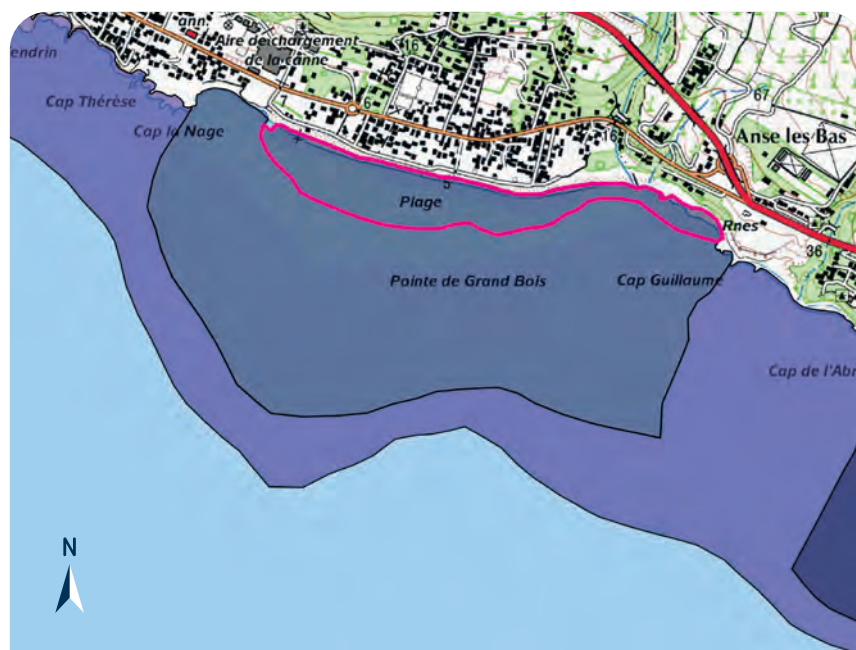 ann.
Aire de chargement
de la canne
16
endrin
Cap Thérèse
7
6
67
Cap la Nage
16
Anse les Bas
5
Plage
Rnes
36
Pointe de Grand Bois
Cap Guillaume
Cap de l'Abr
N